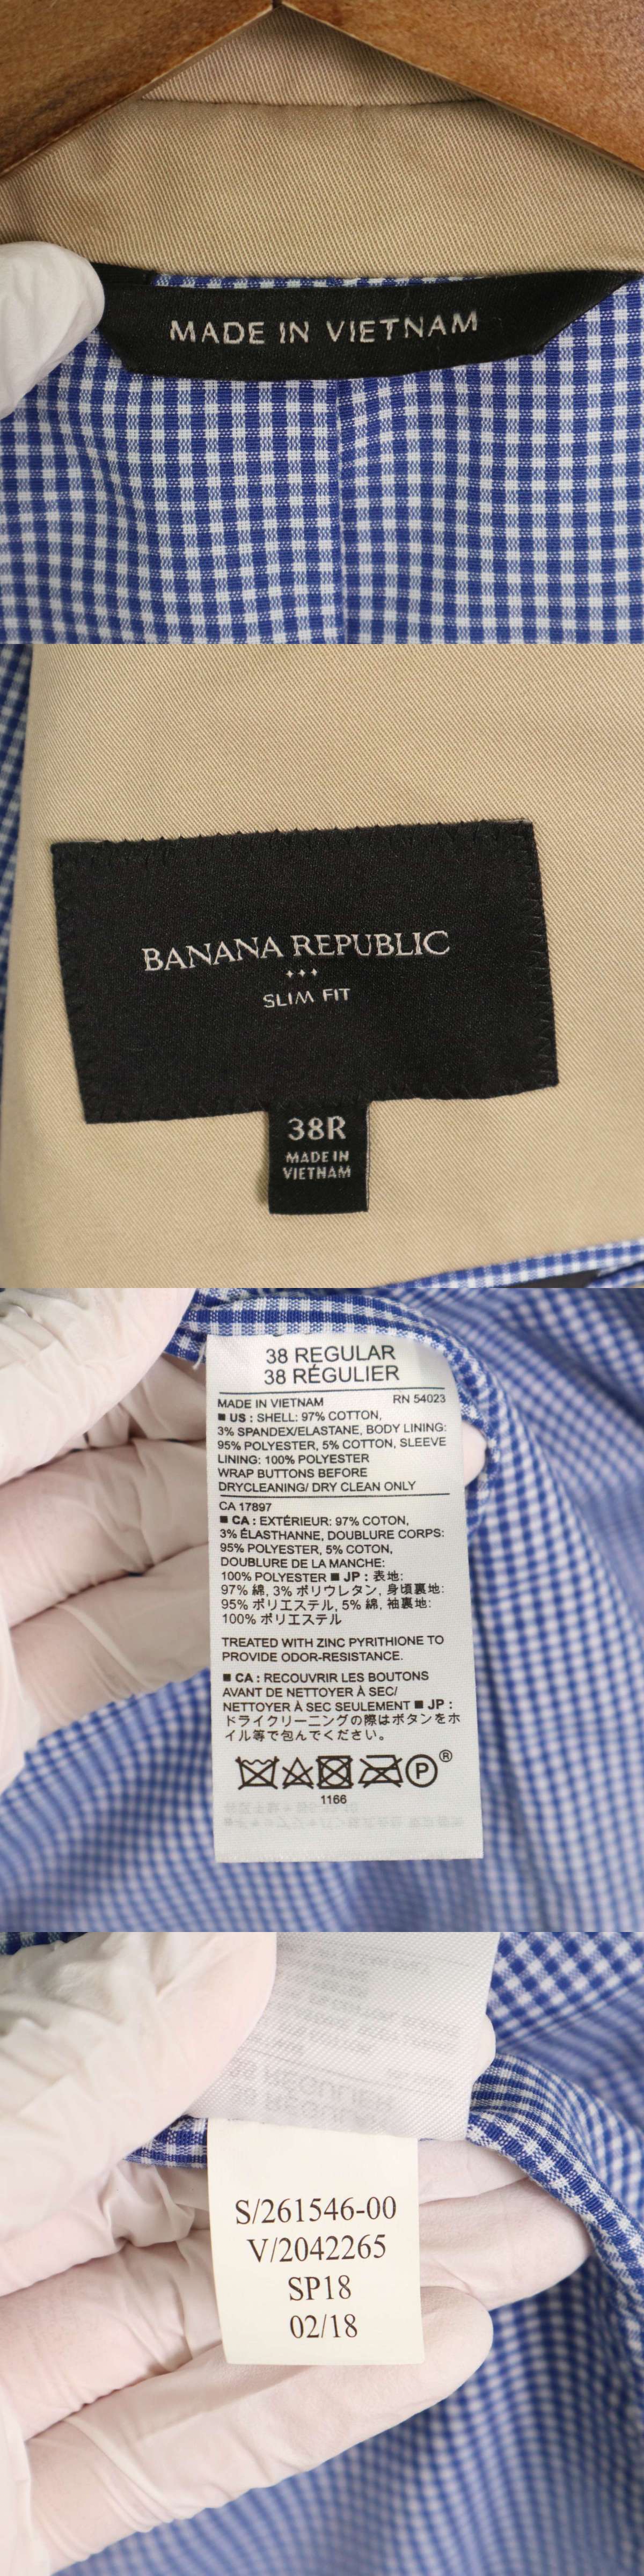 MADE IN VIETNAM
BANANA REPUBLIC
SLIM FIT
38R
MADE IN
VIETNAM
38 REGULAR
38 RÉGULIER
MADE IN VIETNAM RN 54023
■ US : SHELL: 97% COTTON,
3% SPANDEX/ELASTANE, BODY LINING:
95% POLYESTER, 5% COTTON, SLEEVE
LINING: 100% POLYESTER
WRAP BUTTONS BEFORE
DRYCLEANING/ DRY CLEAN ONLY
CA 17897
■ CA : EXTÉRIEUR: 97% COTON,
3% ÉLASTHANNE, DOUBLURE CORPS:
95% POLYESTER, 5% COTON,
DOUBLURE DE LA MANCHE:
100% POLYESTER ■ JP : 表地:
97% 綿, 3% ポリウレタン, 身頃裏地:
95% ポリエステル, 5% 綿, 袖裏地:
100% ポリエステル
TREATED WITH ZINC PYRITHIONE TO
PROVIDE ODOR-RESISTANCE.
■ CA : RECOUVRIR LES BOUTONS
AVANT DE NETTOYER À SEC/
NETTOYER À SEC SEULEMENT ■ JP :
ドライクリーニングの際はボタンをホ
イル等で包んでください。
P ®
1166
S/261546-00
V/2042265
SP18
02/18